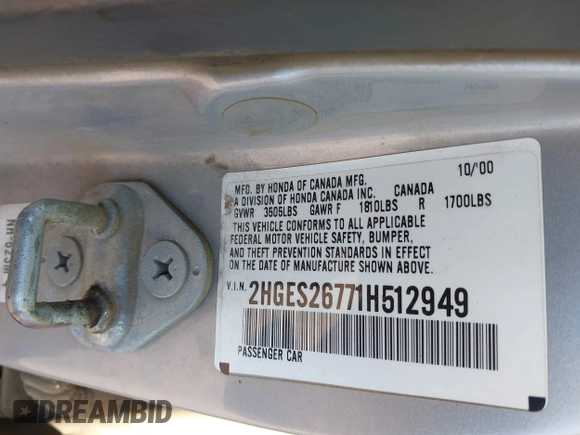 MFD. BY HONDA OF CANADA MFG. 10/'00
A DIVISION OF HONDA CANADA INC. CANADA
GVWR 3505LBS GAWR F 1810LBS R 1700LBS
THIS VEHICLE CONFORMS TO ALL APPLICABLE
FEDERAL MOTOR VEHICLE SAFETY, BUMPER,
AND THEFT PREVENTION STANDARDS IN EFFECT
ON THE DATE OF MANUFACTURE SHOWN ABOVE.
V.I.N. 2HGES26771H512949
PASSENGER CAR
DREAMBID